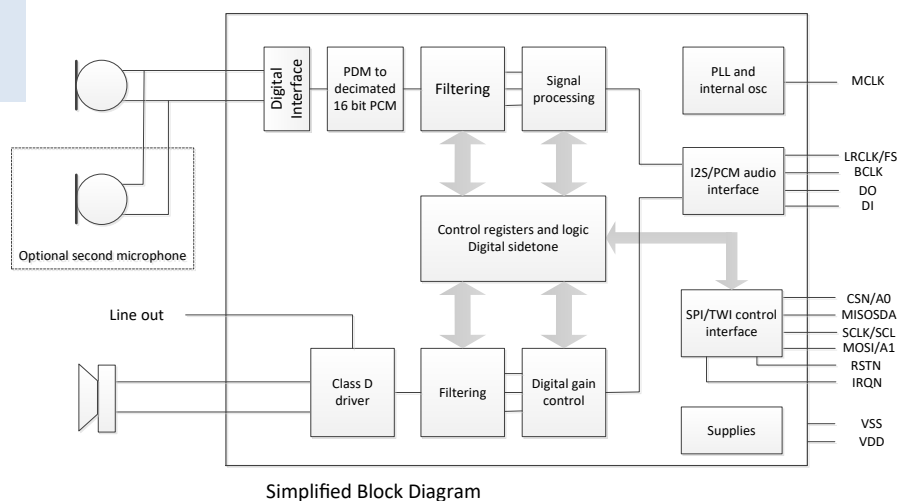 Digital
Interface
PDM to
decimated
16 bit PCM
Filtering
Signal
processing
PLL and
internal osc
MCLK
I2S/PCM audio
interface
LRCLK/FS
BCLK
DO
DI
Optional second microphone
Control registers and logic
Digital sidetone
Line out
SPI/TWI control
interface
CSN/A0
MISOSDA
SCLK/SCL
MOSI/A1
RSTN
IRQN
Class D
driver
Filtering
Digital gain
control
Supplies
VSS
VDD
Simplified Block Diagram